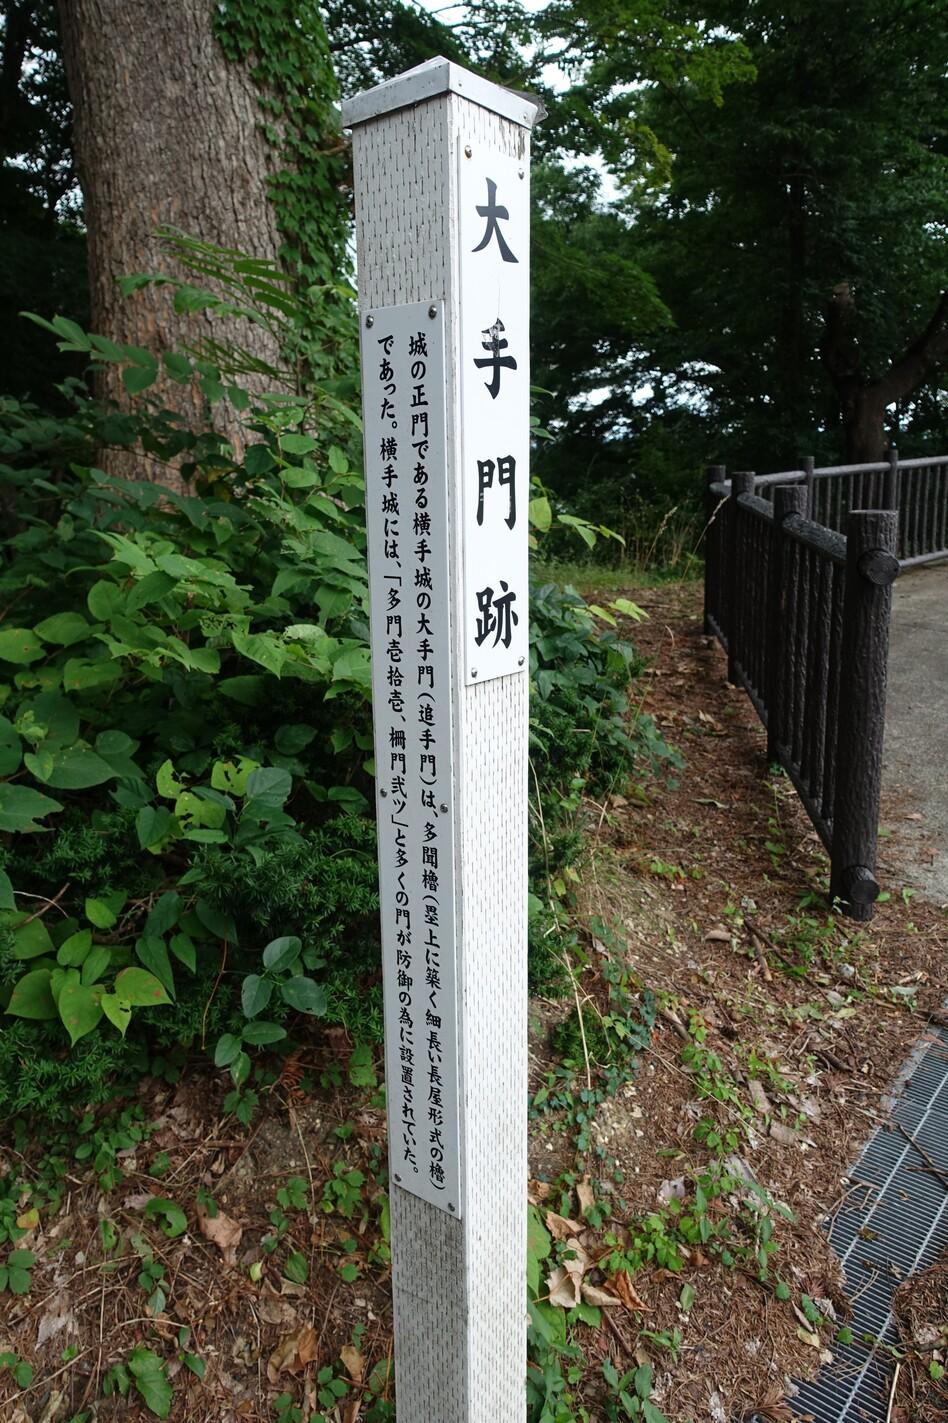 大手門跡
城の正門である横手城の大手門(追手門)は、多聞櫓(塁上に築く細長い長屋形式の櫓)
であった。横手城には、「多門壱拾壱、柵門弐ツ」と多くの門が防御の為に設置されていた。